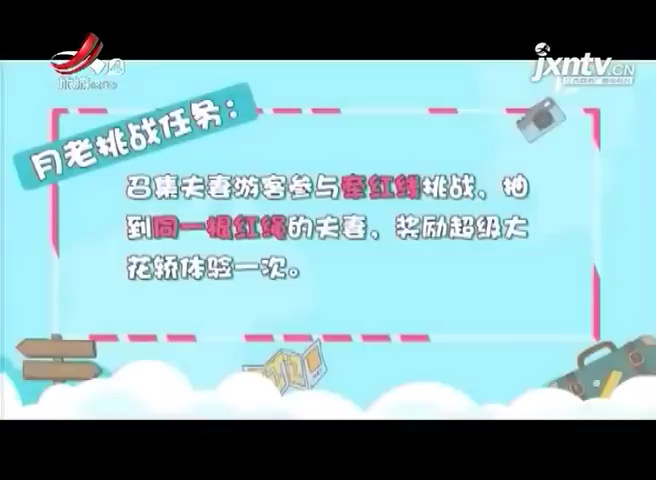 jxntv.CN
月老挑战任务：
召集夫妻游客参与牵红线挑战，抽
到同一根红绳的夫妻，奖励超级大
花轿体验一次。